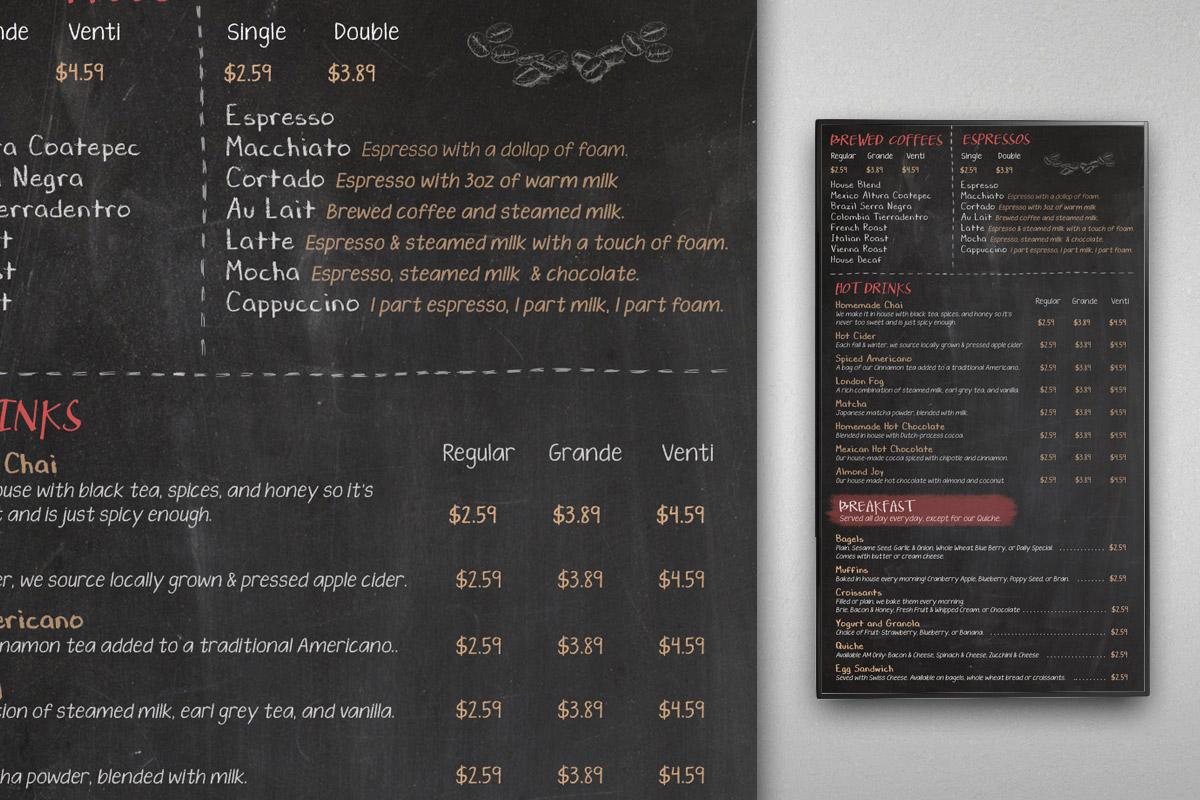 nde Venti
$4.59
a Coatepec
Negra
erradentro
t
st
t
Single Double
$2.59 $3.89
Espresso
Macchiato Espresso with a dollop of foam.
Cortado Espresso with 3oz of warm milk
Au Lait Brewed coffee and steamed milk.
Latte Espresso & steamed milk with a touch of foam.
Mocha Espresso, steamed milk & chocolate.
Cappuccino 1 part espresso, 1 part milk, 1 part foam.
INKS
Regular Grande Venti
Chai
ouse with black tea, spices, and honey so it's
t and is just spicy enough.
$2.59 $3.89 $4.59
er, we source locally grown & pressed apple cider. $2.59 $3.89 $4.59
ericano
nnamon tea added to a traditional Americano.. $2.59 $3.89 $4.59
tion of steamed milk, earl grey tea, and vanilla. $2.59 $3.89 $4.59
ha powder, blended with milk. $2.59 $3.89 $4.59
BREWED COFFEES
Regular Grande Venti
$2.59 $3.89 $4.59
House Blend
Mexico Altura Coatepec
Brazil Serra Negra
Colombia Tierradentro
French Roast
Italian Roast
Vienna Roast
House Decaf
ESPRESSOS
Single Double
$2.59 $3.89
Espresso
Macchiato Espresso with a dollop of foam.
Cortado Espresso with 3oz of warm milk
Au Lait Brewed coffee and steamed milk.
Latte Espresso & steamed milk with a touch of foam.
Mocha Espresso, steamed milk & chocolate.
Cappuccino 1 part espresso, 1 part milk, 1 part foam.
HOT DRINKS
Regular Grande Venti
Homemade Chai
We make it in house with black tea, spices, and honey so it's
never too sweet and is just spicy enough. $2.59 $3.89 $4.59
Hot Cider
Each fall & winter, we source locally grown & pressed apple cider. $2.59 $3.89 $4.59
Spiced Americano
A bag of our Cinnamon tea added to a traditional Americano.. $2.59 $3.89 $4.59
London Fog
A rich combination of steamed milk, earl grey tea, and vanilla. $2.59 $3.89 $4.59
Matcha
Japanese matcha powder, blended with milk. $2.59 $3.89 $4.59
Homemade Hot Chocolate
Blended in house with Dutch-process cocoa. $2.59 $3.89 $4.59
Mexican Hot Chocolate
Our house-made cocoa spiced with chipotle and cinnamon. $2.59 $3.89 $4.59
Almond Joy
Our house made hot chocolate with almond and coconut. $2.59 $3.89 $4.59
BREAKFAST
Served all day everyday, except for our Quiche.
Bagels
Plain, Sesame Seed, Garlic & Onion, Whole Wheat, Blue Berry, or Daily Special. ............ $2.59
Comes with butter or cream cheese.
Muffins
Baked in house every morning! Cranberry Apple, Blueberry, Poppy Seed, or Bran. ....... $2.59
Croissants
Filled or plain, we bake them every morning.
Brie, Bacon & Honey, Fresh Fruit & Whipped Cream, or Chocolate ...................... $2.59
Yogurt and Granola
Choice of Fruit- Strawberry, Blueberry, or Banana. ............................... $2.59
Quiche
Available AM Only- Bacon & Cheese, Spinach & Cheese, Zucchini & Cheese ................ $2.59
Egg Sandwich
Seved with Swiss Cheese. Available on bagels, whole wheat bread or croissants. ......... $2.59